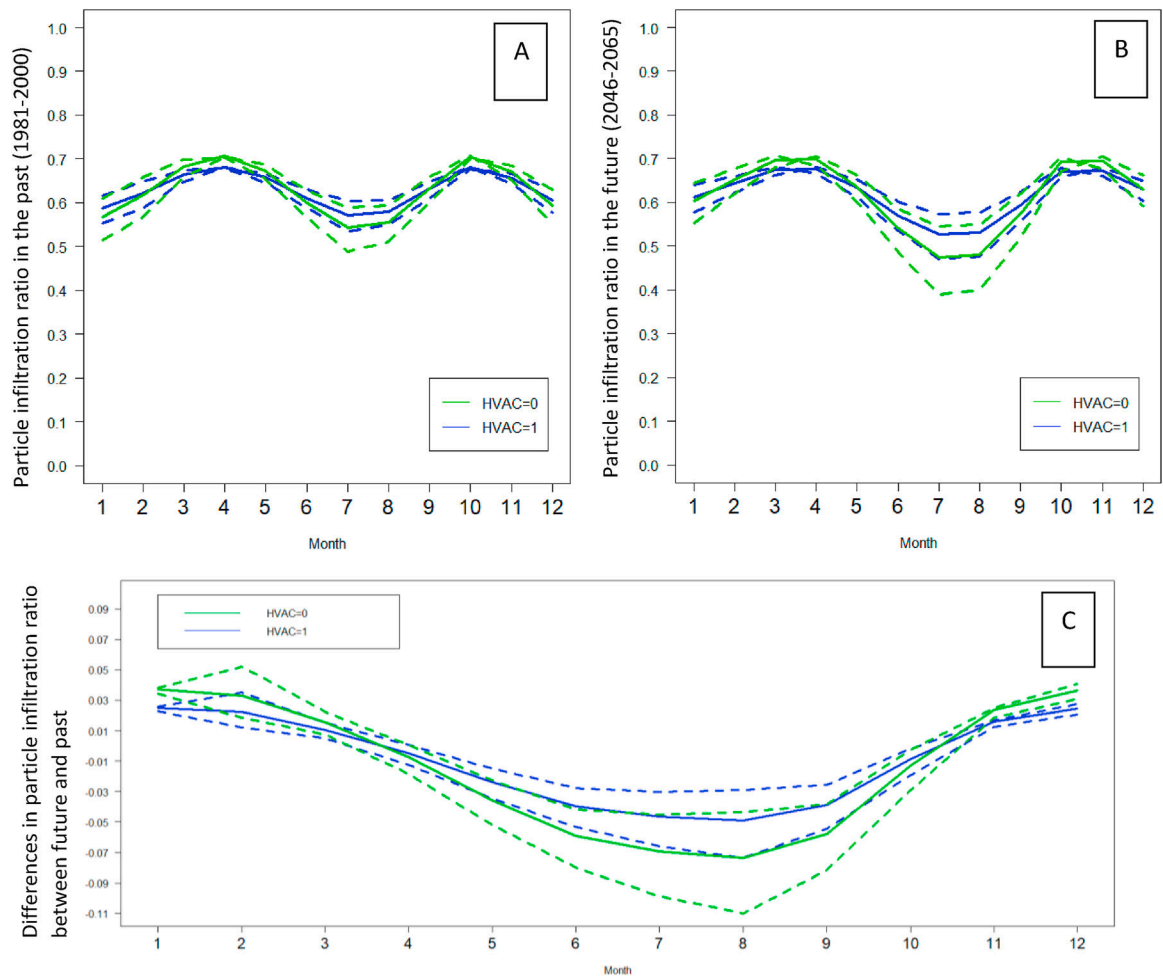 Particle infiltration ratio in the past (1981-2000)
1.0
0.9
0.8
0.7
0.6
0.5
0.4
0.3
0.2
0.1
0.0
A
HVAC=0
HVAC=1
1 2 3 4 5 6 7 8 9 10 11 12
Month
Particle infiltration ratio in the future (2046-2065)
1.0
0.9
0.8
0.7
0.6
0.5
0.4
0.3
0.2
0.1
0.0
B
HVAC=0
HVAC=1
1 2 3 4 5 6 7 8 9 10 11 12
Month
Differences in particle infiltration ratio
between future and past
0.09
0.07
0.05
0.03
0.01
-0.01
-0.03
-0.05
-0.07
-0.09
-0.11
HVAC=0
HVAC=1
C
1 2 3 4 5 6 7 8 9 10 11 12
Month